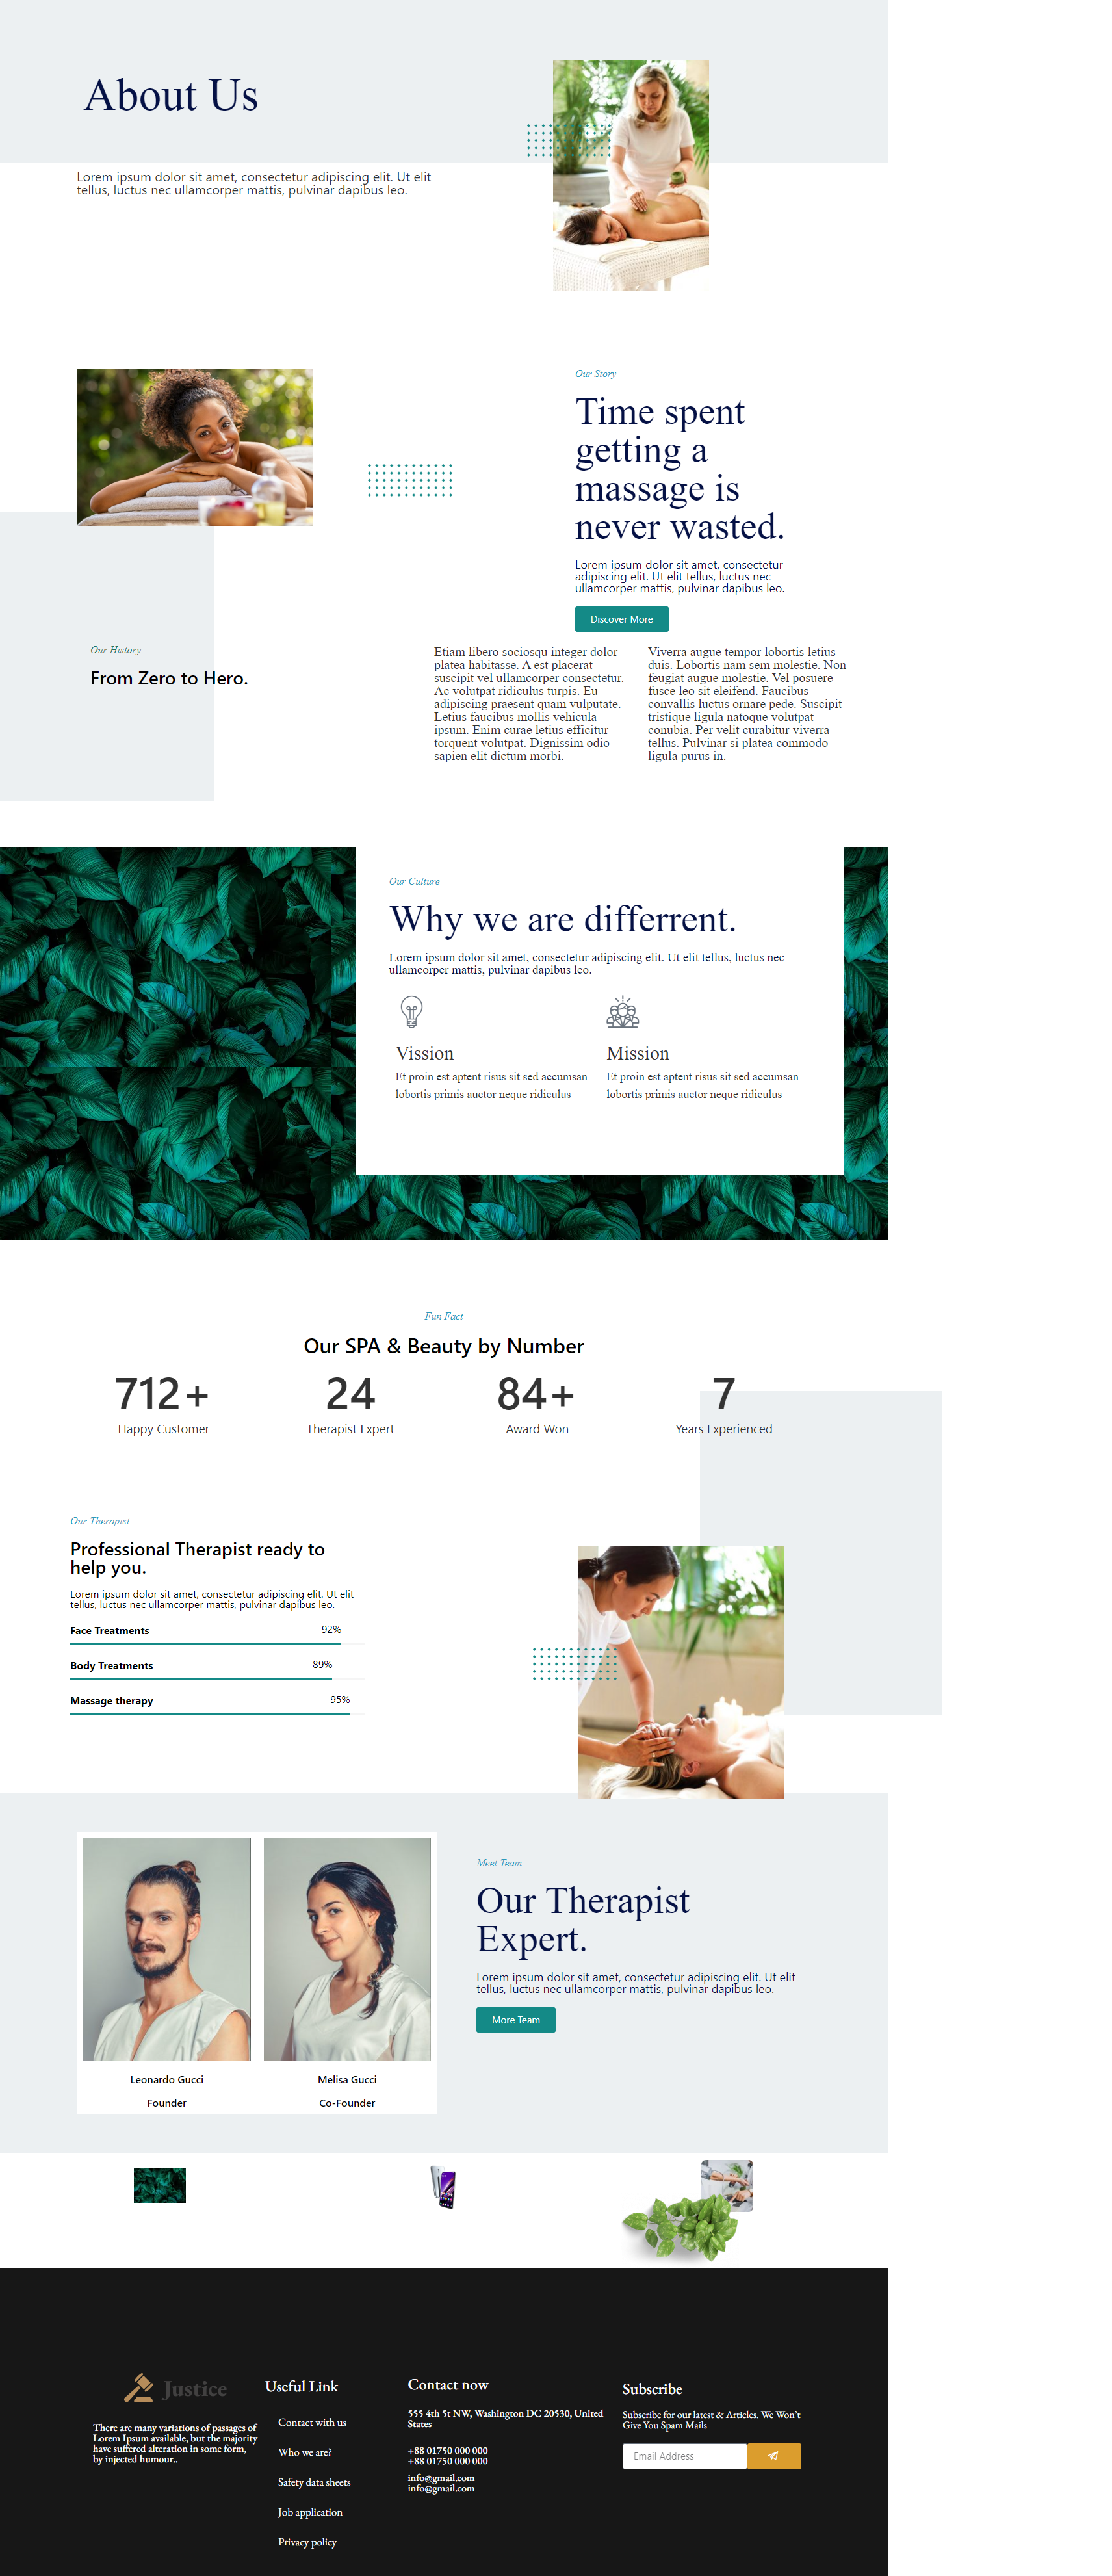 About Us
Lorem ipsum dolor sit amet, consectetur adipiscing elit. Ut elit
tellus, luctus nec ullamcorper mattis, pulvinar dapibus leo.
Our Story
Time spent
getting a
massage is
never wasted.
Lorem ipsum dolor sit amet, consectetur
adipiscing elit. Ut elit tellus, luctus nec
ullamcorper mattis, pulvinar dapibus leo.
Discover More
Our History
From Zero to Hero.
Etiam libero sociosqu integer dolor
platea habitasse. A est placerat
suscipit vel ullamcorper consectetur.
Ac volutpat ridiculus turpis. Eu
adipiscing praesent quam vulputate.
Letius faucibus mollis vehicula
ipsum. Enim curae letius efficitur
torquent volutpat. Dignissim odio
sapien elit dictum morbi.
Viverra augue tempor lobortis letius
duis. Lobortis nam sem molestie. Non
feugiat augue molestie. Vel posuere
fusce leo sit eleifend. Faucibus
convallis luctus ornare pede. Suscipit
tristique ligula natoque volutpat
conubia. Per velit curabitur viverra
tellus. Pulvinar si platea commodo
ligula purus in.
Our Culture
Why we are differrent.
Lorem ipsum dolor sit amet, consectetur adipiscing elit. Ut elit tellus, luctus nec
ullamcorper mattis, pulvinar dapibus leo.
Vission
Et proin est aptent risus sit sed accumsan
lobortis primis auctor neque ridiculus
Mission
Et proin est aptent risus sit sed accumsan
lobortis primis auctor neque ridiculus
Fun Fact
Our SPA & Beauty by Number
712+
Happy Customer
24
Therapist Expert
84+
Award Won
7
Years Experienced
Our Therapist
Professional Therapist ready to
help you.
Lorem ipsum dolor sit amet, consectetur adipiscing elit. Ut elit
tellus, luctus nec ullamcorper mattis, pulvinar dapibus leo.
Face Treatments 92%
Body Treatments 89%
Massage therapy 95%
Leonardo Gucci
Founder
Melisa Gucci
Co-Founder
Meet Team
Our Therapist
Expert.
Lorem ipsum dolor sit amet, consectetur adipiscing elit. Ut elit
tellus, luctus nec ullamcorper mattis, pulvinar dapibus leo.
More Team
Justice
There are many variations of passages of
Lorem Ipsum available, but the majority
have suffered alteration in some form,
by injected humour..
Useful Link
Contact with us
Who we are?
Safety data sheets
Job application
Privacy policy
Contact now
555 4th 5t NW, Washington DC 20530, United
States
+88 01750 000 000
+88 01750 000 000
info@gmail.com
info@gmail.com
Subscribe
Subscribe for our latest & Articles. We Won't
Give You Spam Mails
Email Address